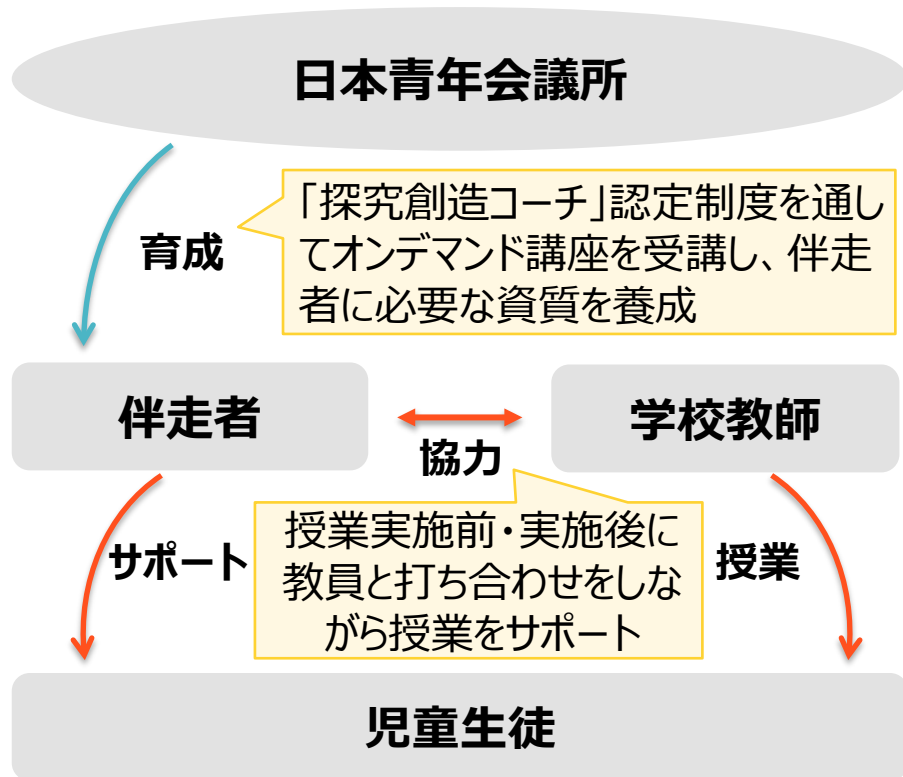 日本青年会議所
育成
「探究創造コーチ」認定制度を通し
てオンデマンド講座を受講し、伴走
者に必要な資質を養成
伴走者
協力
学校教師
サポート
授業実施前・実施後に
教員と打ち合わせをしな
がら授業をサポート
授業
児童生徒